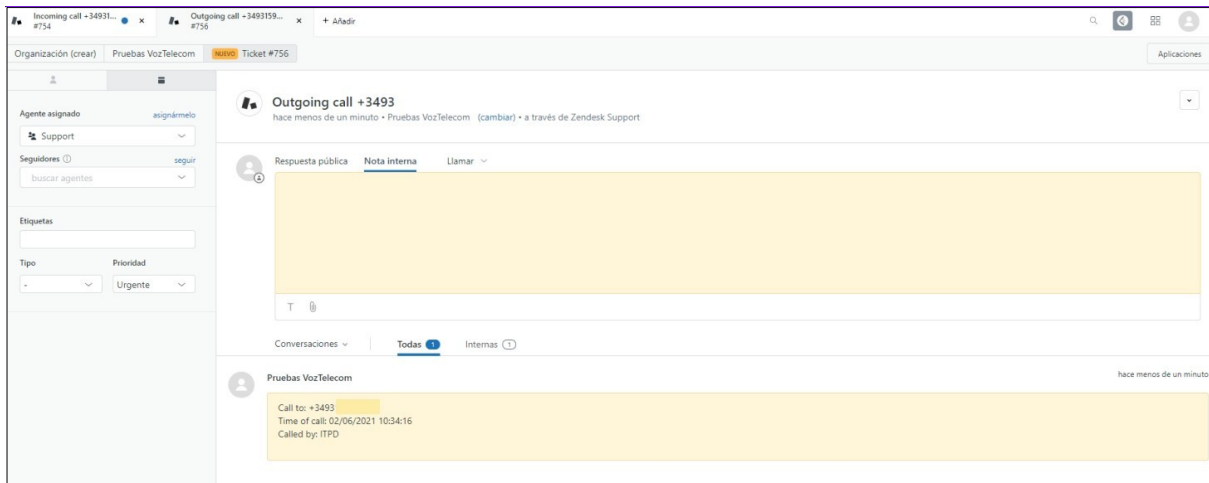 Incoming call +34931...
#754
Outgoing call +3493159...
#756
+ Añadir
Organización (crear)
Pruebas VozTelecom
NUEVO Ticket #756
Aplicaciones
Agente asignado
asignármelo
Support
Seguidores
seguir
buscar agentes
Etiquetas
Tipo
Prioridad
-
Urgente
Outgoing call +3493
hace menos de un minuto • Pruebas VozTelecom (cambiar) • a través de Zendesk Support
Respuesta pública
Nota interna
Llamar
T
Conversaciones
Todas 1
Internas 1
Pruebas VozTelecom
hace menos de un minuto
Call to: +3493
Time of call: 02/06/2021 10:34:16
Called by: ITPD